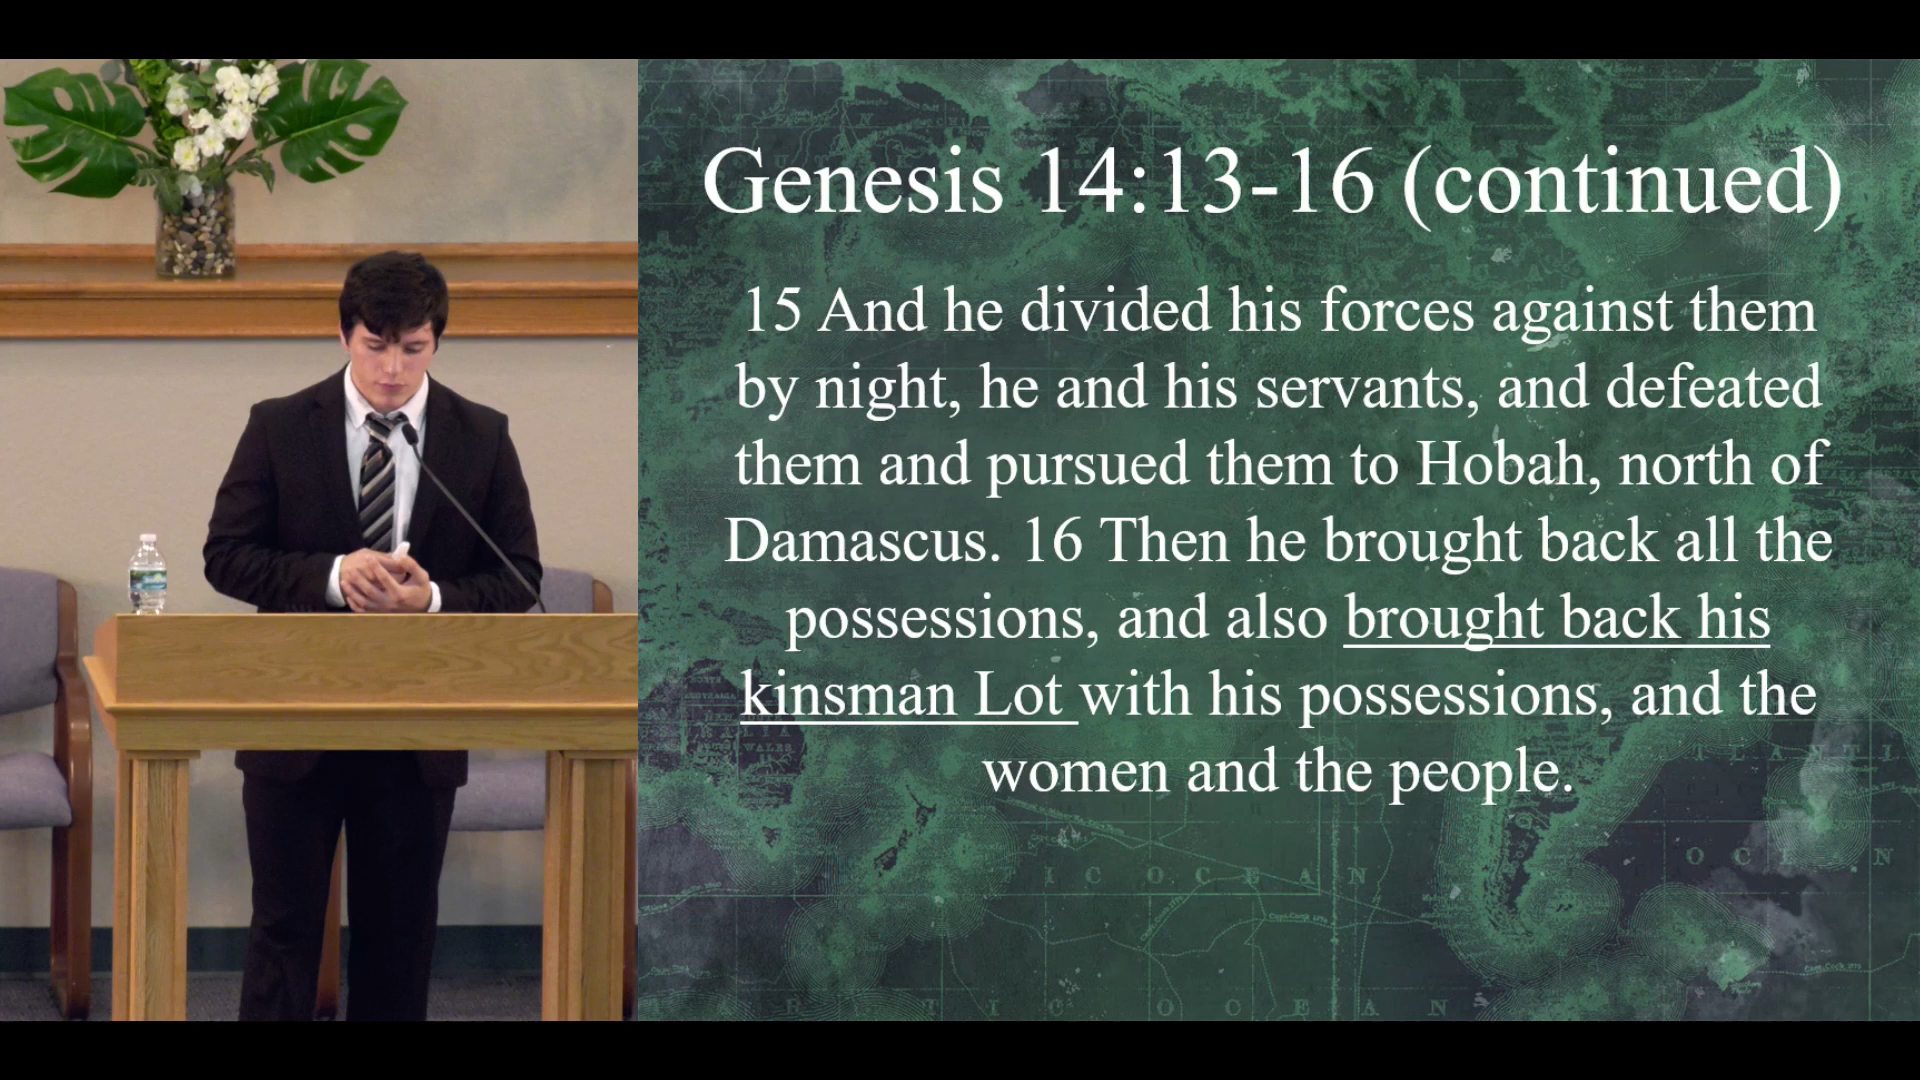 Genesis 14:13-16 (continued)
15 And he divided his forces against them
by night, he and his servants, and defeated
them and pursued them to Hobah, north of
Damascus. 16 Then he brought back all the
possessions, and also brought back his
kinsman Lot with his possessions, and the
women and the people.
WALES
T L A N T I
O C E A N
I C O C E A N
A R C T I C O C E A N